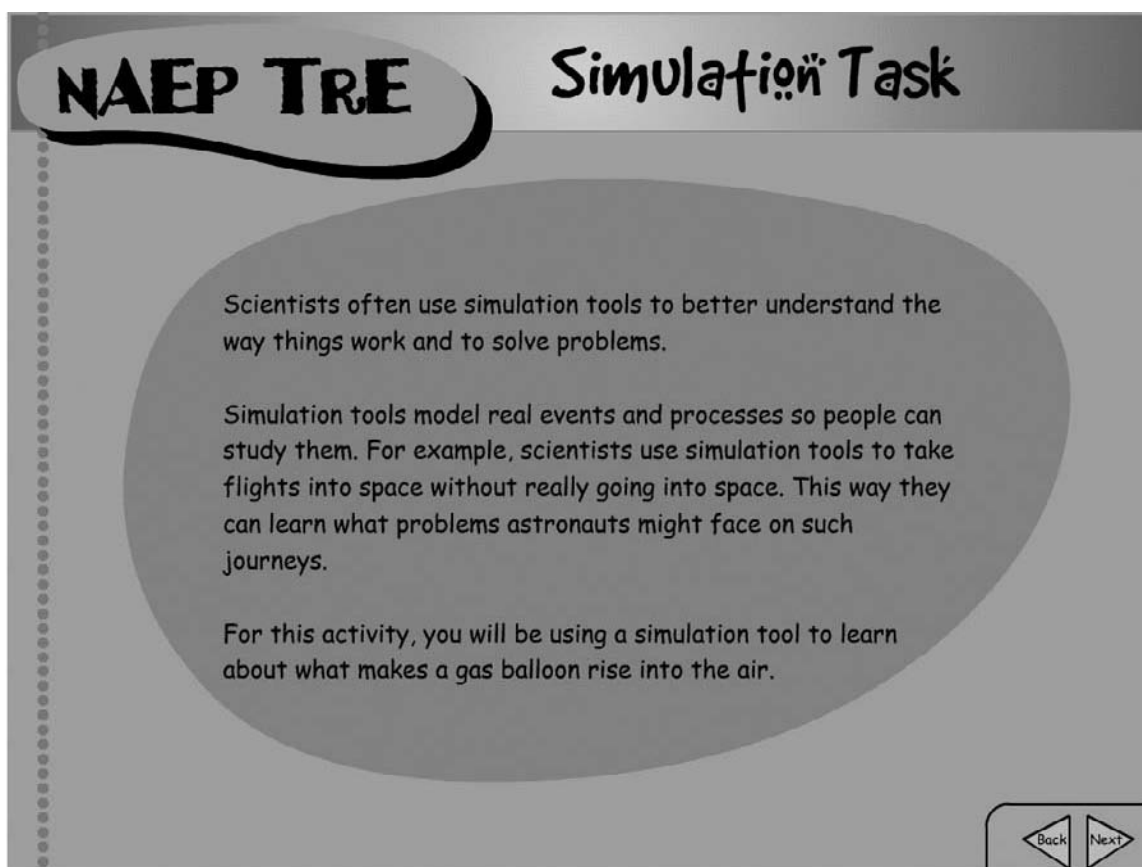 NAEP TRE
Simulation Task
Scientists often use simulation tools to better understand the
way things work and to solve problems.
Simulation tools model real events and processes so people can
study them. For example, scientists use simulation tools to take
flights into space without really going into space. This way they
can learn what problems astronauts might face on such
journeys.
For this activity, you will be using a simulation tool to learn
about what makes a gas balloon rise into the air.
Back Next